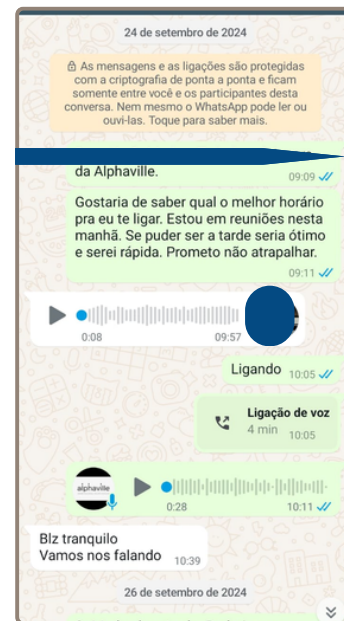 24 de setembro de 2024
As mensagens e as ligações são protegidas
com a criptografia de ponta a ponta e ficam
somente entre você e os participantes desta
conversa. Nem mesmo o WhatsApp pode ler ou
ouvi-las. Toque para saber mais.
da Alphaville.
09:09
Gostaria de saber qual o melhor horário
pra eu te ligar. Estou em reuniões nesta
manhã. Se puder ser a tarde seria ótimo
e serei rápida. Prometo não atrapalhar.
09:11
0:08 09:57
Ligando 10:05
Ligação de voz
4 min 10:05
alphaville
0:28 10:11
Blz tranquilo
Vamos nos falando 10:39
26 de setembro de 2024